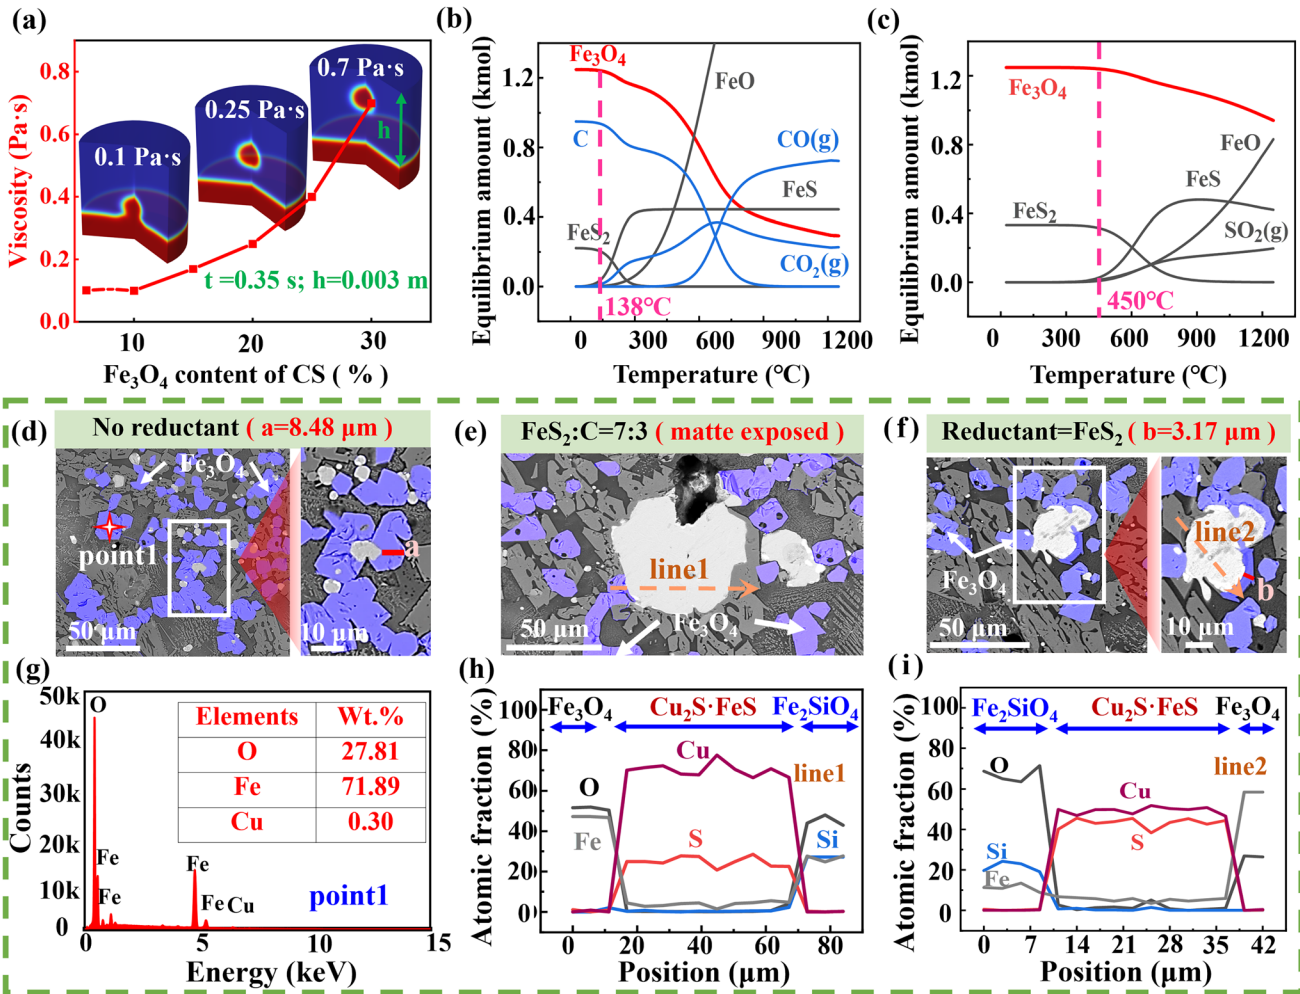 (a)
0.8
0.6
0.4
0.2
0.0
Viscosity (Pa·s)
0.1 Pa·s
0.25 Pa·s
0.7 Pa·s
h
t =0.35 s; h=0.003 m
10
20
30
Fe₃O₄ content of CS ( % )
(b)
1.2
0.8
0.4
0.0
Equilibrium amount (kmol)
Fe₃O₄
FeO
C
CO(g)
FeS
FeS₂
CO₂(g)
138℃
0
300
600
900
1200
Temperature (℃)
(c)
1.2
0.8
0.4
0.0
Equilibrium amount (kmol)
Fe₃O₄
FeO
FeS
FeS₂
SO₂(g)
450℃
0
300
600
900
1200
Temperature (℃)
(d)
No reductant ( a=8.48 μm )
Fe₃O₄
point1
a
50 μm
10 μm
(e)
FeS₂:C=7:3 ( matte exposed )
line1
50 μm
Fe₃O₄
(f)
Reductant=FeS₂ ( b=3.17 μm )
Fe₃O₄
line2
b
50 μm
10 μm
(g)
50k
40k
30k
20k
10k
0
Counts
O
Fe
Fe
Fe
Fe
Cu
Elements Wt.%
O 27.81
Fe 71.89
Cu 0.30
point1
0
5
10
15
Energy (keV)
(h)
100
80
60
40
20
0
Atomic fraction (%)
Fe₃O₄
Cu₂S·FeS
Fe₂SiO₄
Cu
line1
O
Fe
S
Si
0
20
40
60
80
Position (μm)
(i)
100
80
60
40
20
0
Atomic fraction (%)
Fe₂SiO₄
Cu₂S·FeS
Fe₃O₄
O
line2
Cu
S
Si
Fe
0
7
14
21
28
35
42
Position (μm)